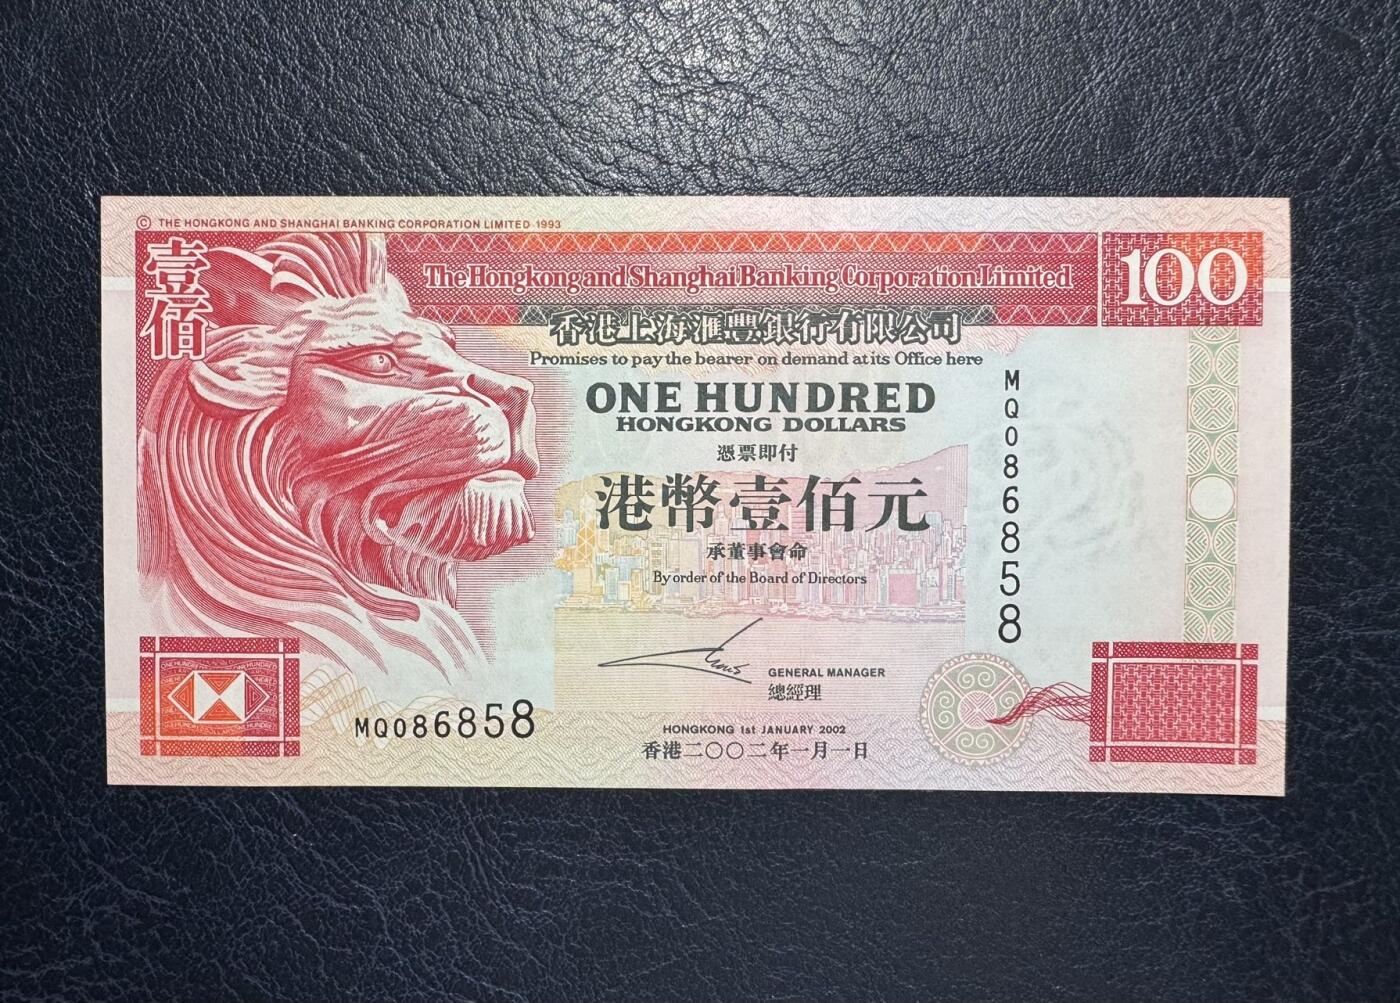 © THE HONGKONG AND SHANGHAI BANKING CORPORATION LIMITED 1993
壹佰
The Hongkong and Shanghai Banking Corporation Limited
100
香港上海滙豐銀行有限公司
Promises to pay the bearer on demand at its Office here
ONE HUNDRED
HONGKONG DOLLARS
憑票即付
港幣壹佰元
承董事會命
By order of the Board of Directors
MQ086858
GENERAL MANAGER
總經理
MQ086858
HONGKONG 1st JANUARY 2002
香港二〇〇二年一月一日